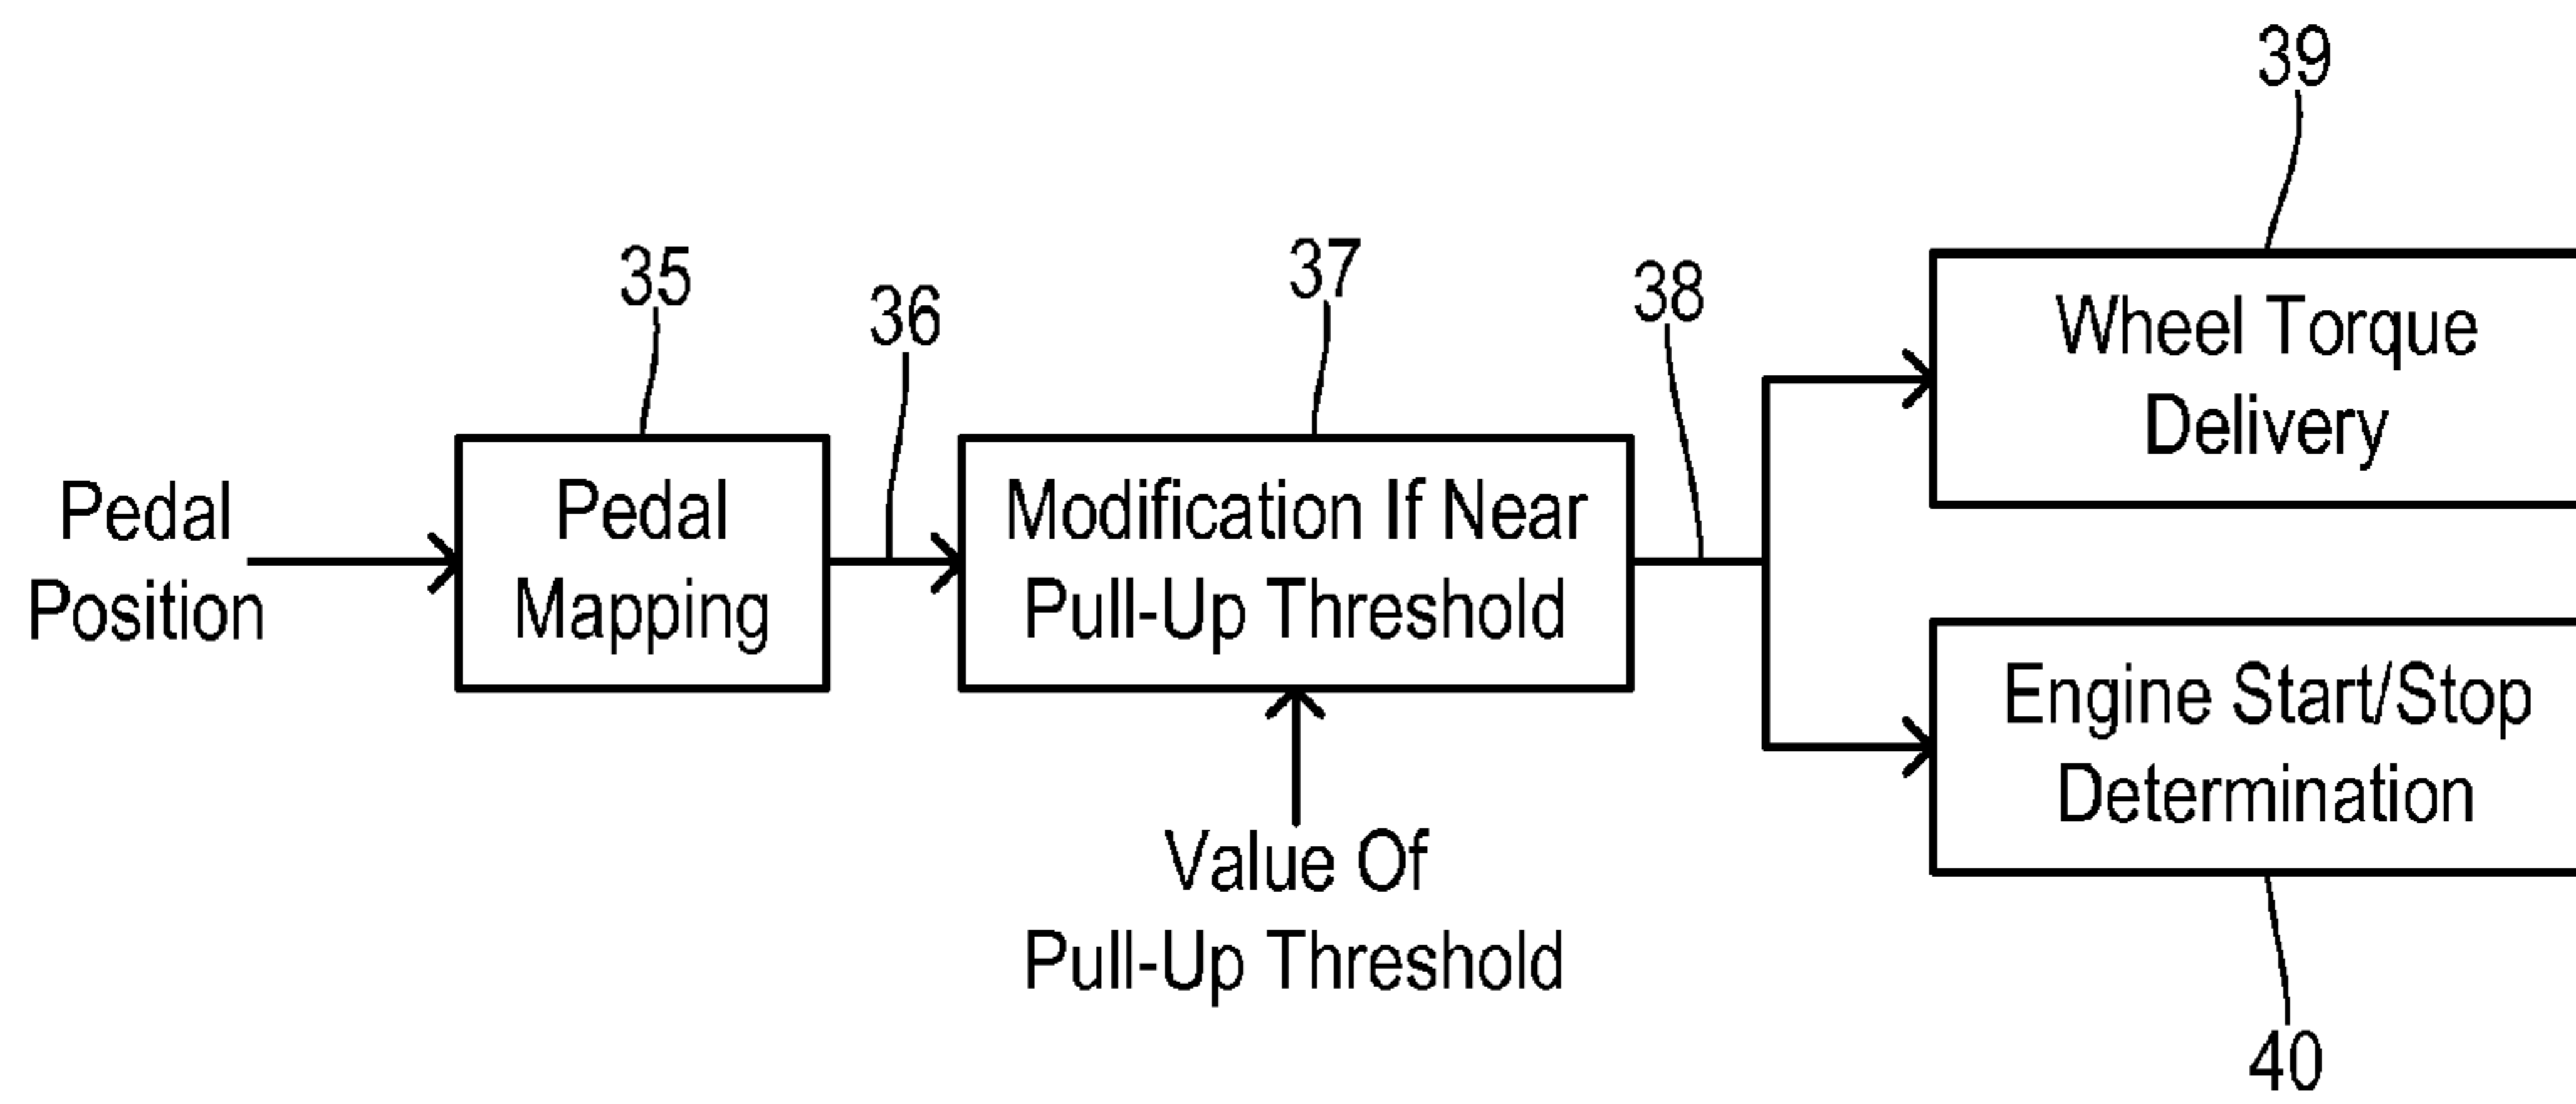 39
35
36
37
38
Wheel Torque
Delivery
Pedal
Position
Pedal
Mapping
Modification If Near
Pull-Up Threshold
Engine Start/Stop
Determination
Value Of
Pull-Up Threshold
40